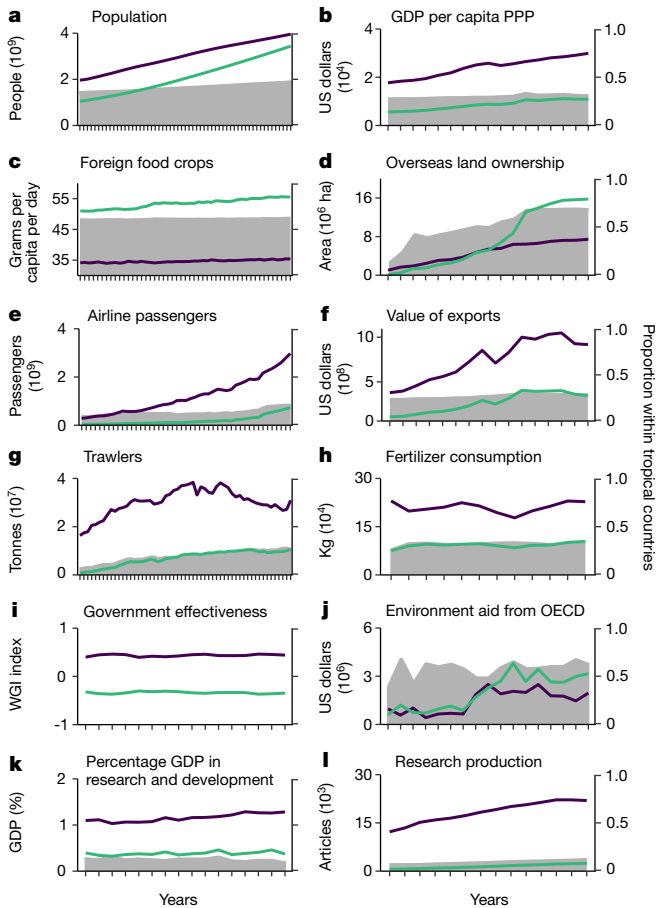 a Population
People (10⁹)
4
2
0
b GDP per capita PPP
US dollars
(10⁴)
4
2
0
1.0
0.5
0
c Foreign food crops
Grams per
capita per day
55
45
35
d Overseas land ownership
Area (10⁶ ha)
16
8
0
1.0
0.5
0
e Airline passengers
Passengers
(10⁹)
4
2
0
f Value of exports
US dollars
(10⁸)
10
5
0
1.0
0.5
0
g Trawlers
Tonnes (10⁷)
4
2
0
h Fertilizer consumption
Kg (10⁴)
30
15
0
1.0
0.5
0
i Government effectiveness
WGI index
1
0
-1
j Environment aid from OECD
US dollars
(10⁶)
6
3
0
1.0
0.5
0
k Percentage GDP in
research and development
GDP (%)
2
1
0
l Research production
Articles (10³)
30
15
0
1.0
0.5
0
Years
Years
Proportion within tropical countries